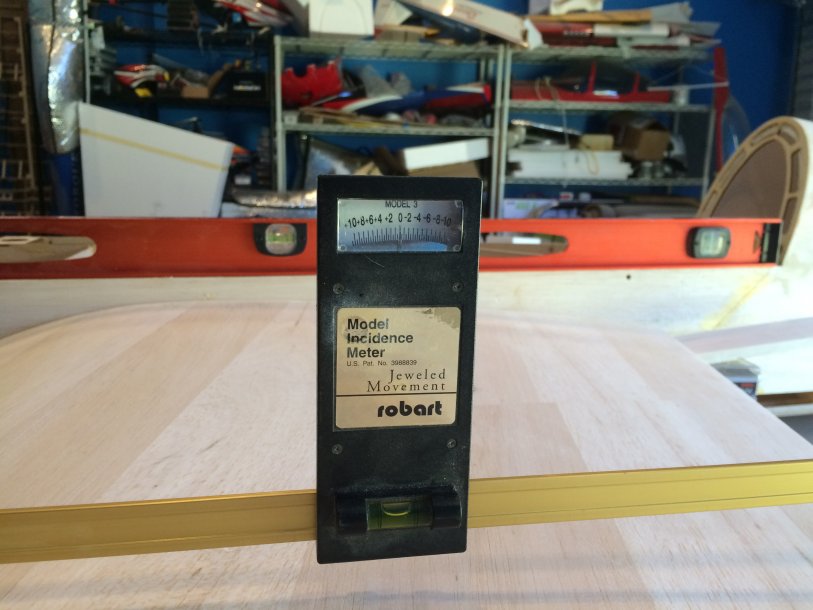 MODEL 3
+10+8+6+4 +2 0 -2 -4 -6 -8 -10
Model
Incidence
Meter
U.S. Pat. No. 3988839
Jeweled
Movement
robart